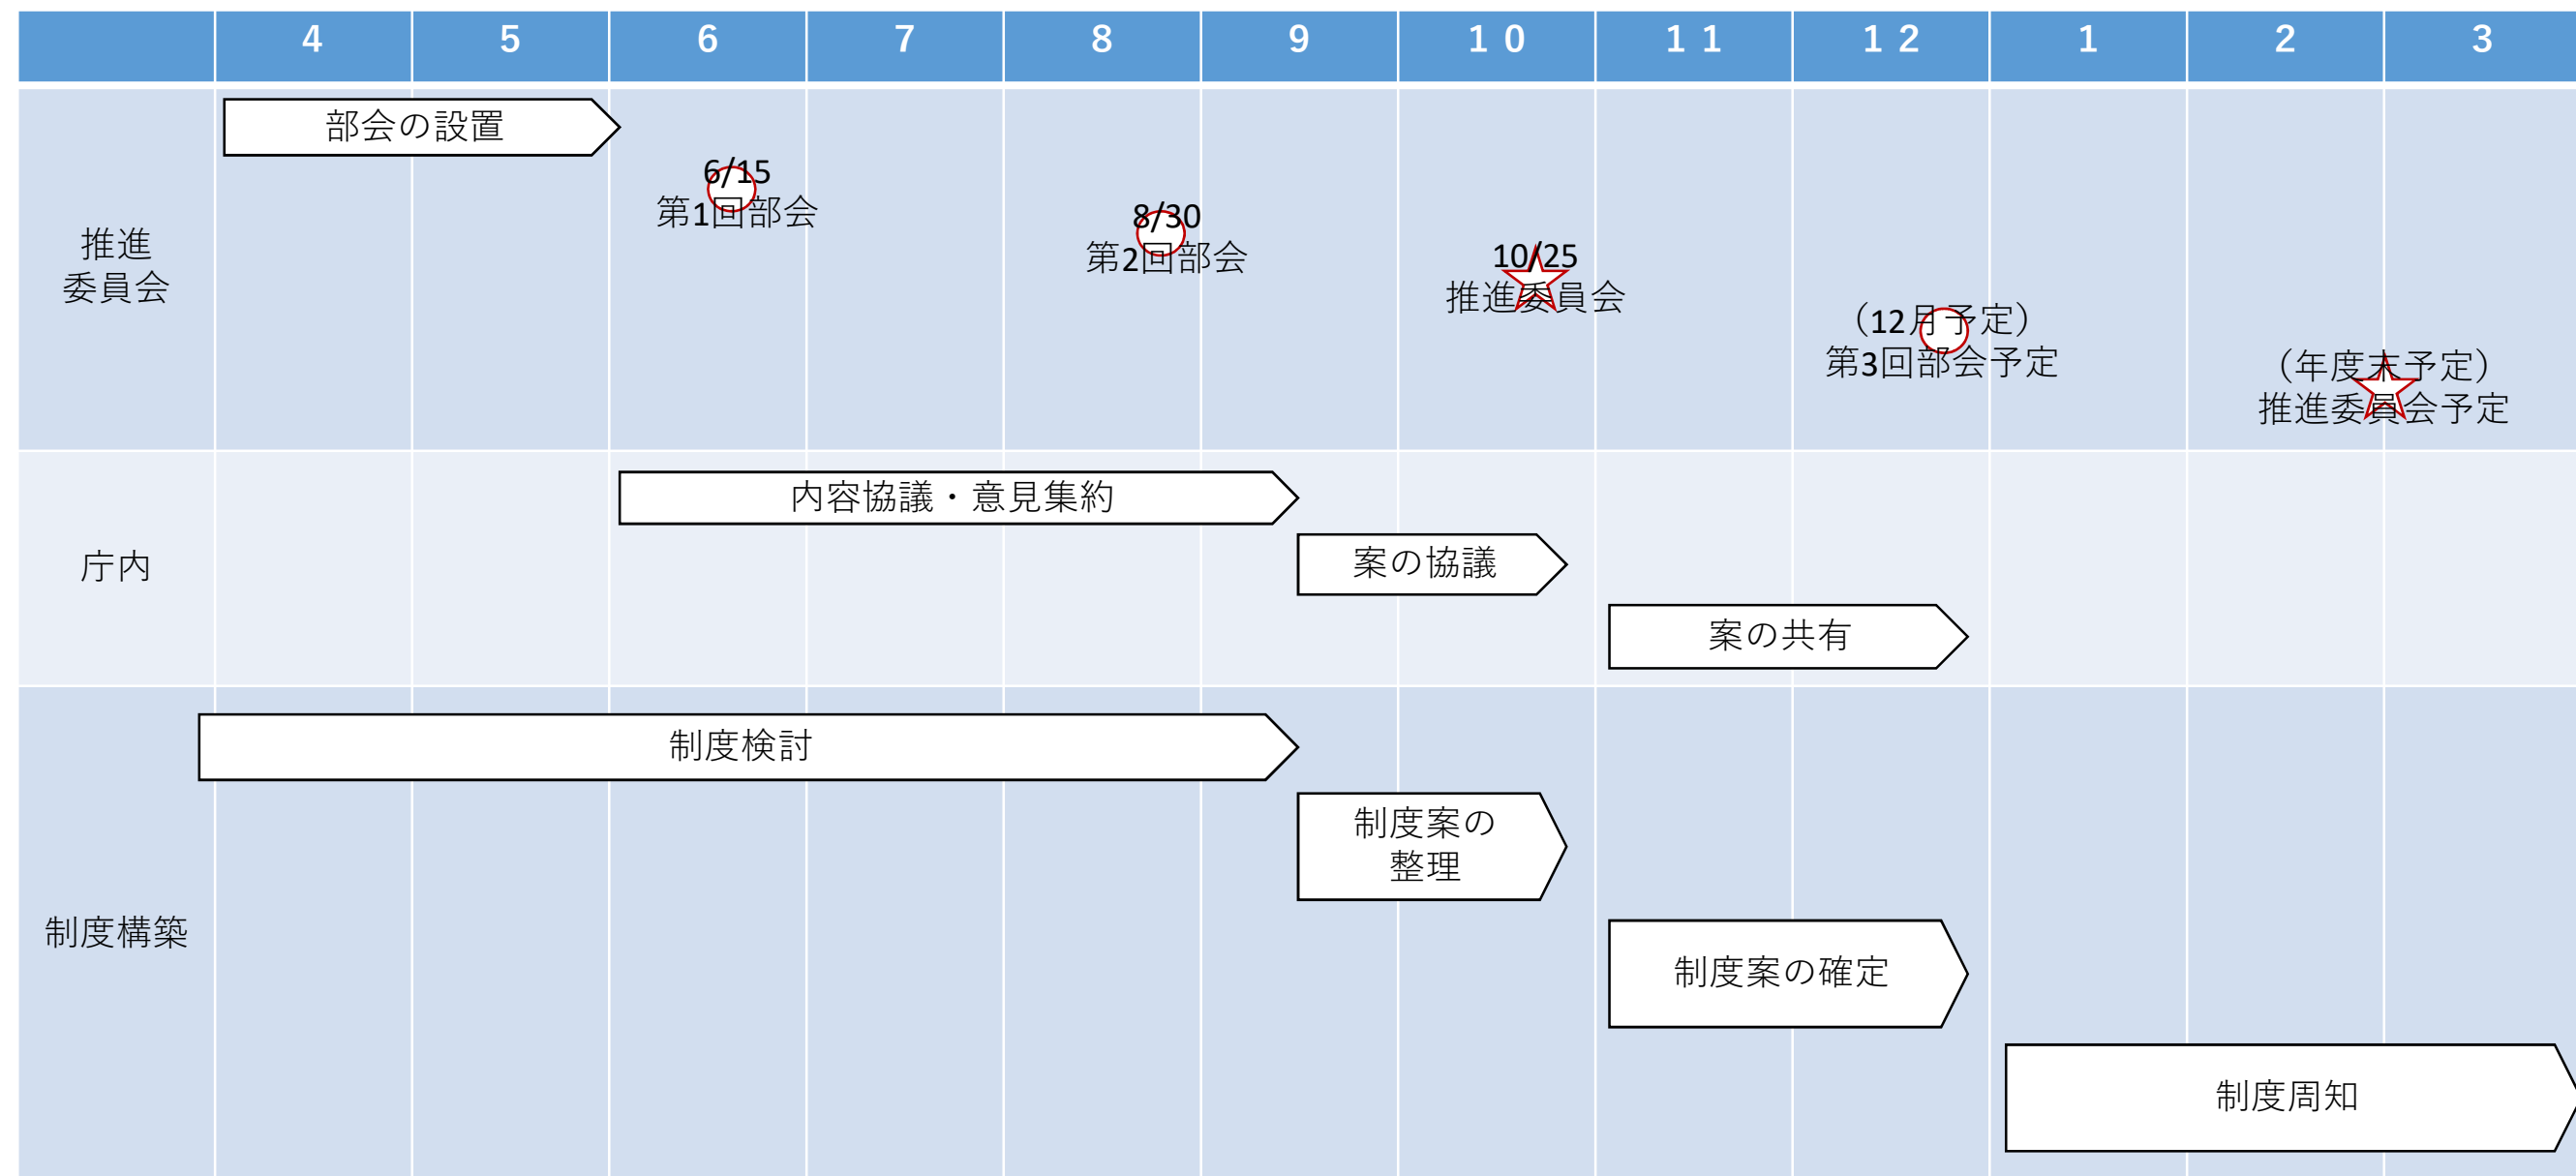 4 5 6 7 8 9 10 11 12 1 2 3
推進
委員会
部会の設置
6/15
第1回部会
8/30
第2回部会
10/25
推進委員会
（12月予定）
第3回部会予定
（年度末予定）
推進委員会予定
庁内
内容協議・意見集約
案の協議
案の共有
制度構築
制度検討
制度案の
整理
制度案の確定
制度周知